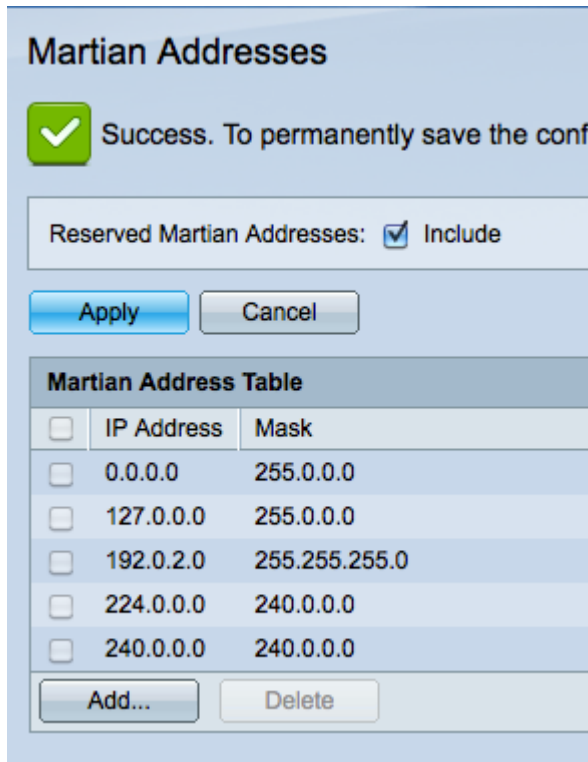 Martian Addresses
Success. To permanently save the conf
Reserved Martian Addresses: Include
Apply Cancel
Martian Address Table
IP Address Mask
0.0.0.0 255.0.0.0
127.0.0.0 255.0.0.0
192.0.2.0 255.255.255.0
224.0.0.0 240.0.0.0
240.0.0.0 240.0.0.0
Add... Delete